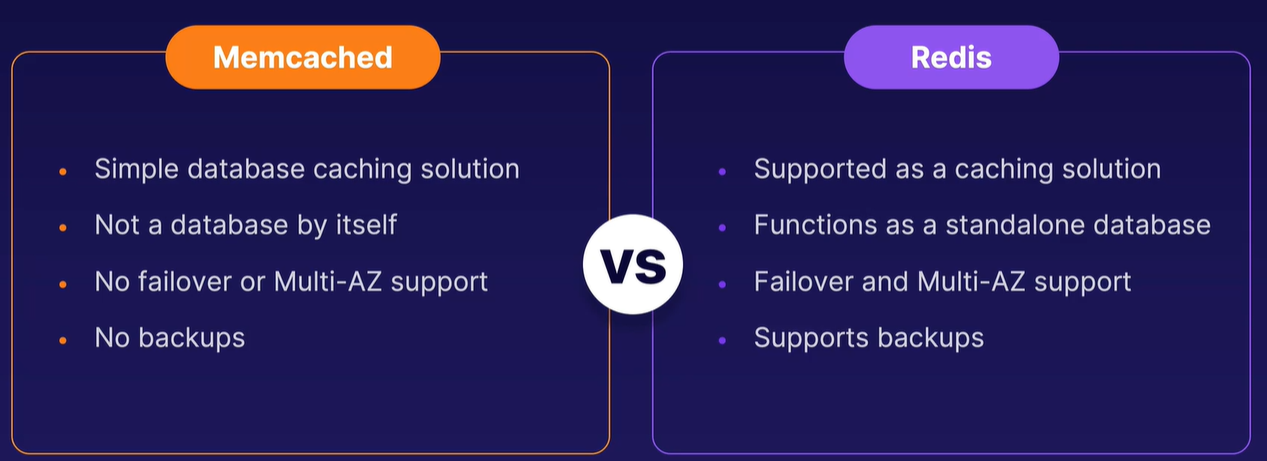 Memcached
Simple database caching solution
Not a database by itself
No failover or Multi-AZ support
No backups
VS
Redis
Supported as a caching solution
Functions as a standalone database
Failover and Multi-AZ support
Supports backups